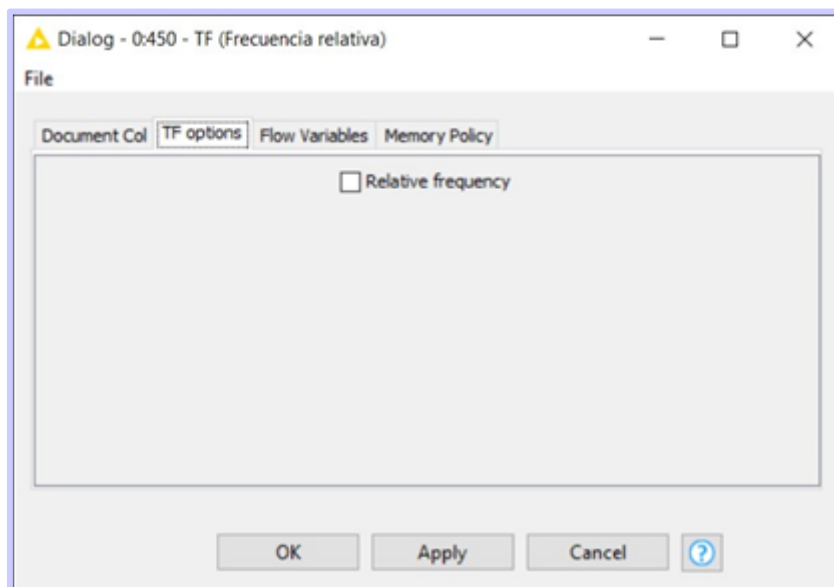 Dialog - 0:450 - TF (Frecuencia relativa)
File
Document Col TF options Flow Variables Memory Policy
Relative frequency
OK Apply Cancel ?